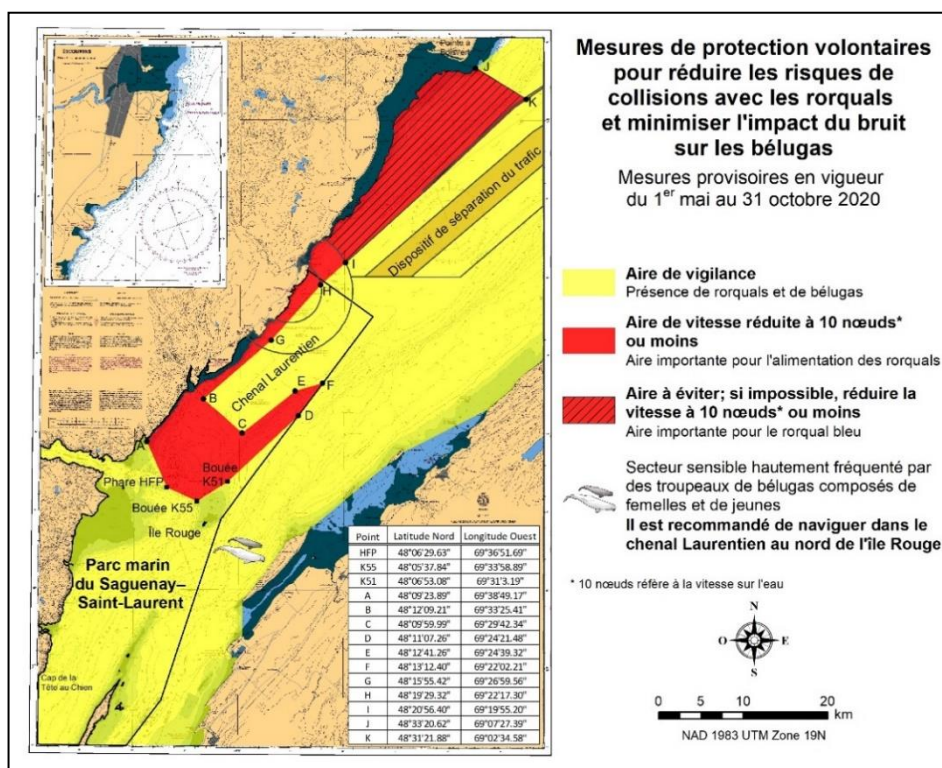 Mesures de protection volontaires
pour réduire les risques de
collisions avec les rorquals
et minimiser l'impact du bruit
sur les bélugas
Mesures provisoires en vigueur
du 1er mai au 31 octobre 2020
Aire de vigilance
Présence de rorquals et de bélugas
Aire de vitesse réduite à 10 nœuds*
ou moins
Aire importante pour l'alimentation des rorquals
Aire à éviter; si impossible, réduire la
vitesse à 10 nœuds* ou moins
Aire importante pour le rorqual bleu
Secteur sensible hautement fréquenté par
des troupeaux de bélugas composés de
femelles et de jeunes
Il est recommandé de naviguer dans le
chenal Laurentien au nord de l'île Rouge
* 10 nœuds réfère à la vitesse sur l'eau
N
O E
S
0 10 20
km
NAD 1983 UTM Zone 19N
J
K
Dispositif de séparation du trafic
I
H
G
Chenal Laurentien
B
E
F
D
C
A
Bouée
K51
Phare HFP
Bouée K55
Île Rouge
Parc marin
du Saguenay–
Saint-Laurent
Cap de la
Tête au Chien
Point Latitude Nord Longitude Ouest
HFP 48°06'29.63" 69°36'51.69"
K55 48°05'37.84" 69°33'58.89"
K51 48°06'53.08" 69°31'3.19"
A 48°09'23.89" 69°38'49.17"
B 48°12'09.21" 69°33'25.41"
C 48°09'59.99" 69°29'42.34"
D 48°11'07.26" 69°24'21.48"
E 48°12'41.26" 69°24'39.32"
F 48°13'12.40" 69°22'02.21"
G 48°15'55.42" 69°26'59.56"
H 48°19'29.32" 69°22'17.30"
I 48°20'56.40" 69°19'55.20"
J 48°33'20.62" 69°07'27.39"
K 48°31'21.88" 69°02'34.58"